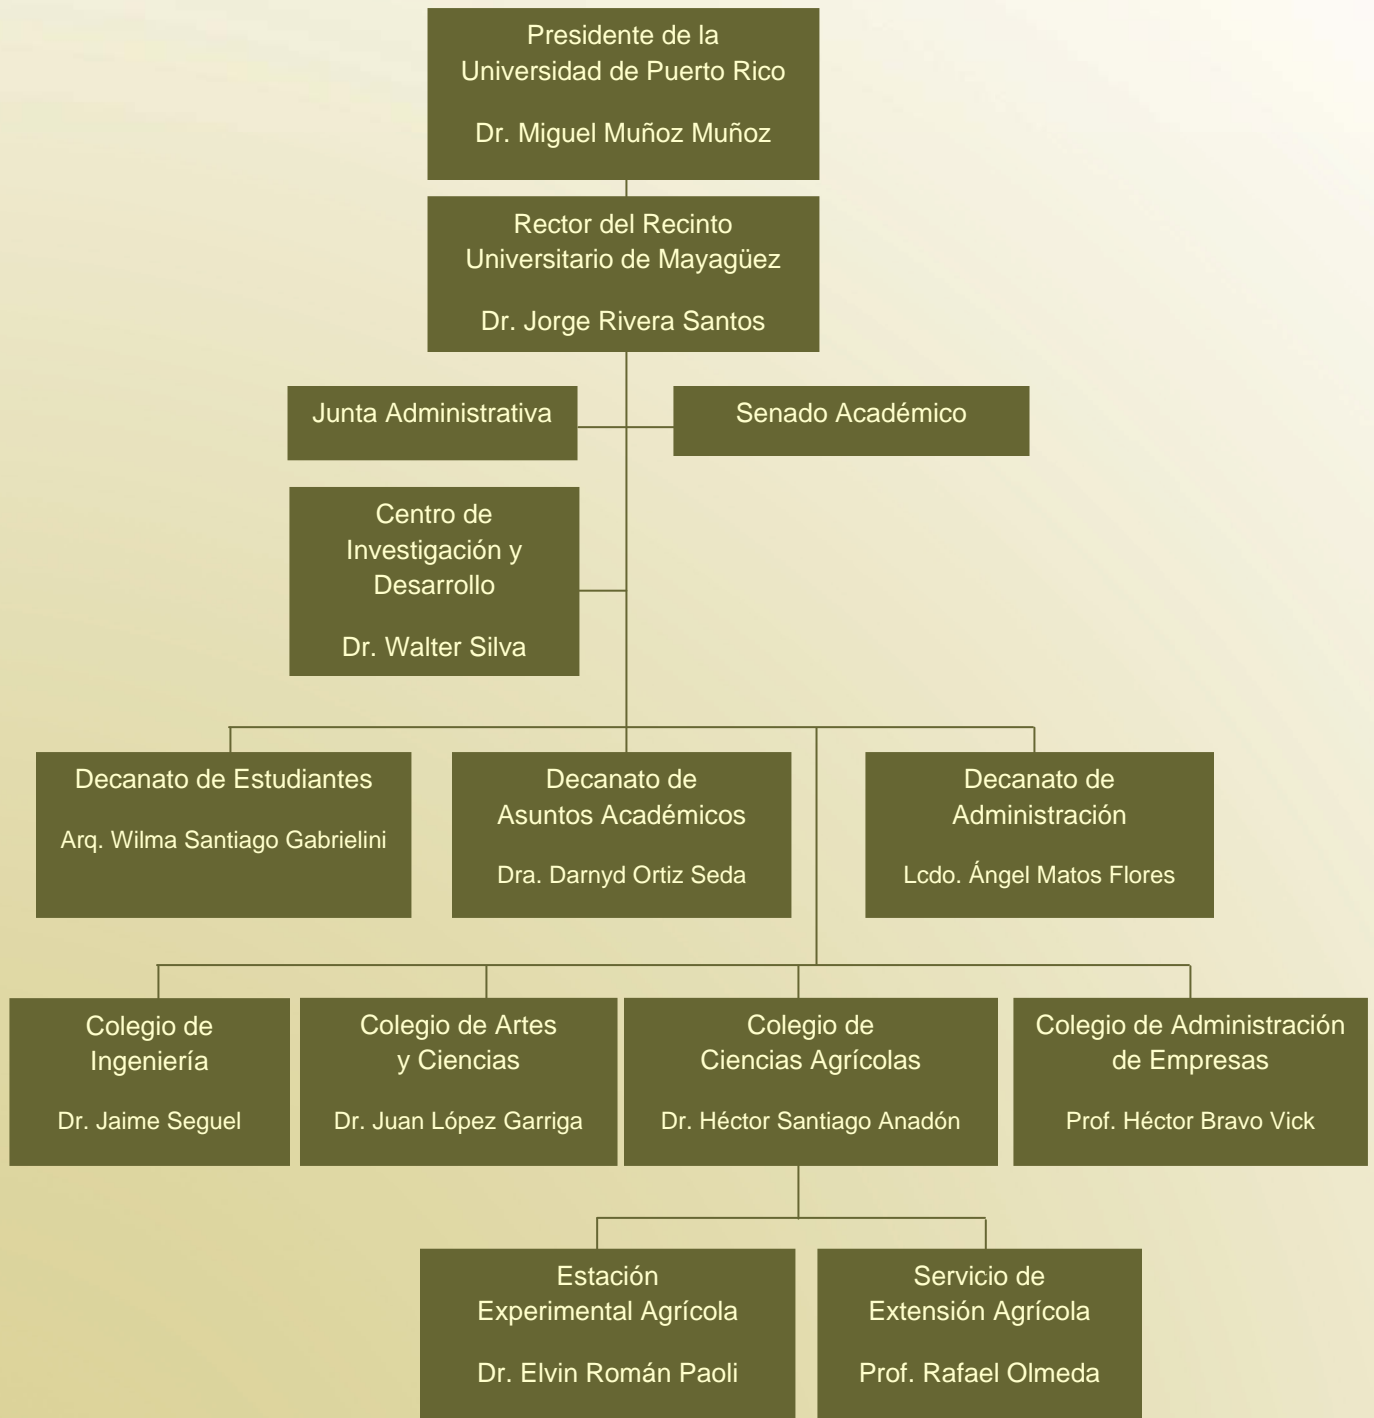 Presidente de la
Universidad de Puerto Rico
Dr. Miguel Muñoz Muñoz
Rector del Recinto
Universitario de Mayagüez
Dr. Jorge Rivera Santos
Junta Administrativa
Senado Académico
Centro de
Investigación y
Desarrollo
Dr. Walter Silva
Decanato de Estudiantes
Arq. Wilma Santiago Gabrielini
Decanato de
Asuntos Académicos
Dra. Darnyd Ortiz Seda
Decanato de
Administración
Lcdo. Ángel Matos Flores
Colegio de
Ingeniería
Dr. Jaime Seguel
Colegio de Artes
y Ciencias
Dr. Juan López Garriga
Colegio de
Ciencias Agrícolas
Dr. Héctor Santiago Anadón
Colegio de Administración
de Empresas
Prof. Héctor Bravo Vick
Estación
Experimental Agrícola
Dr. Elvin Román Paoli
Servicio de
Extensión Agrícola
Prof. Rafael Olmeda